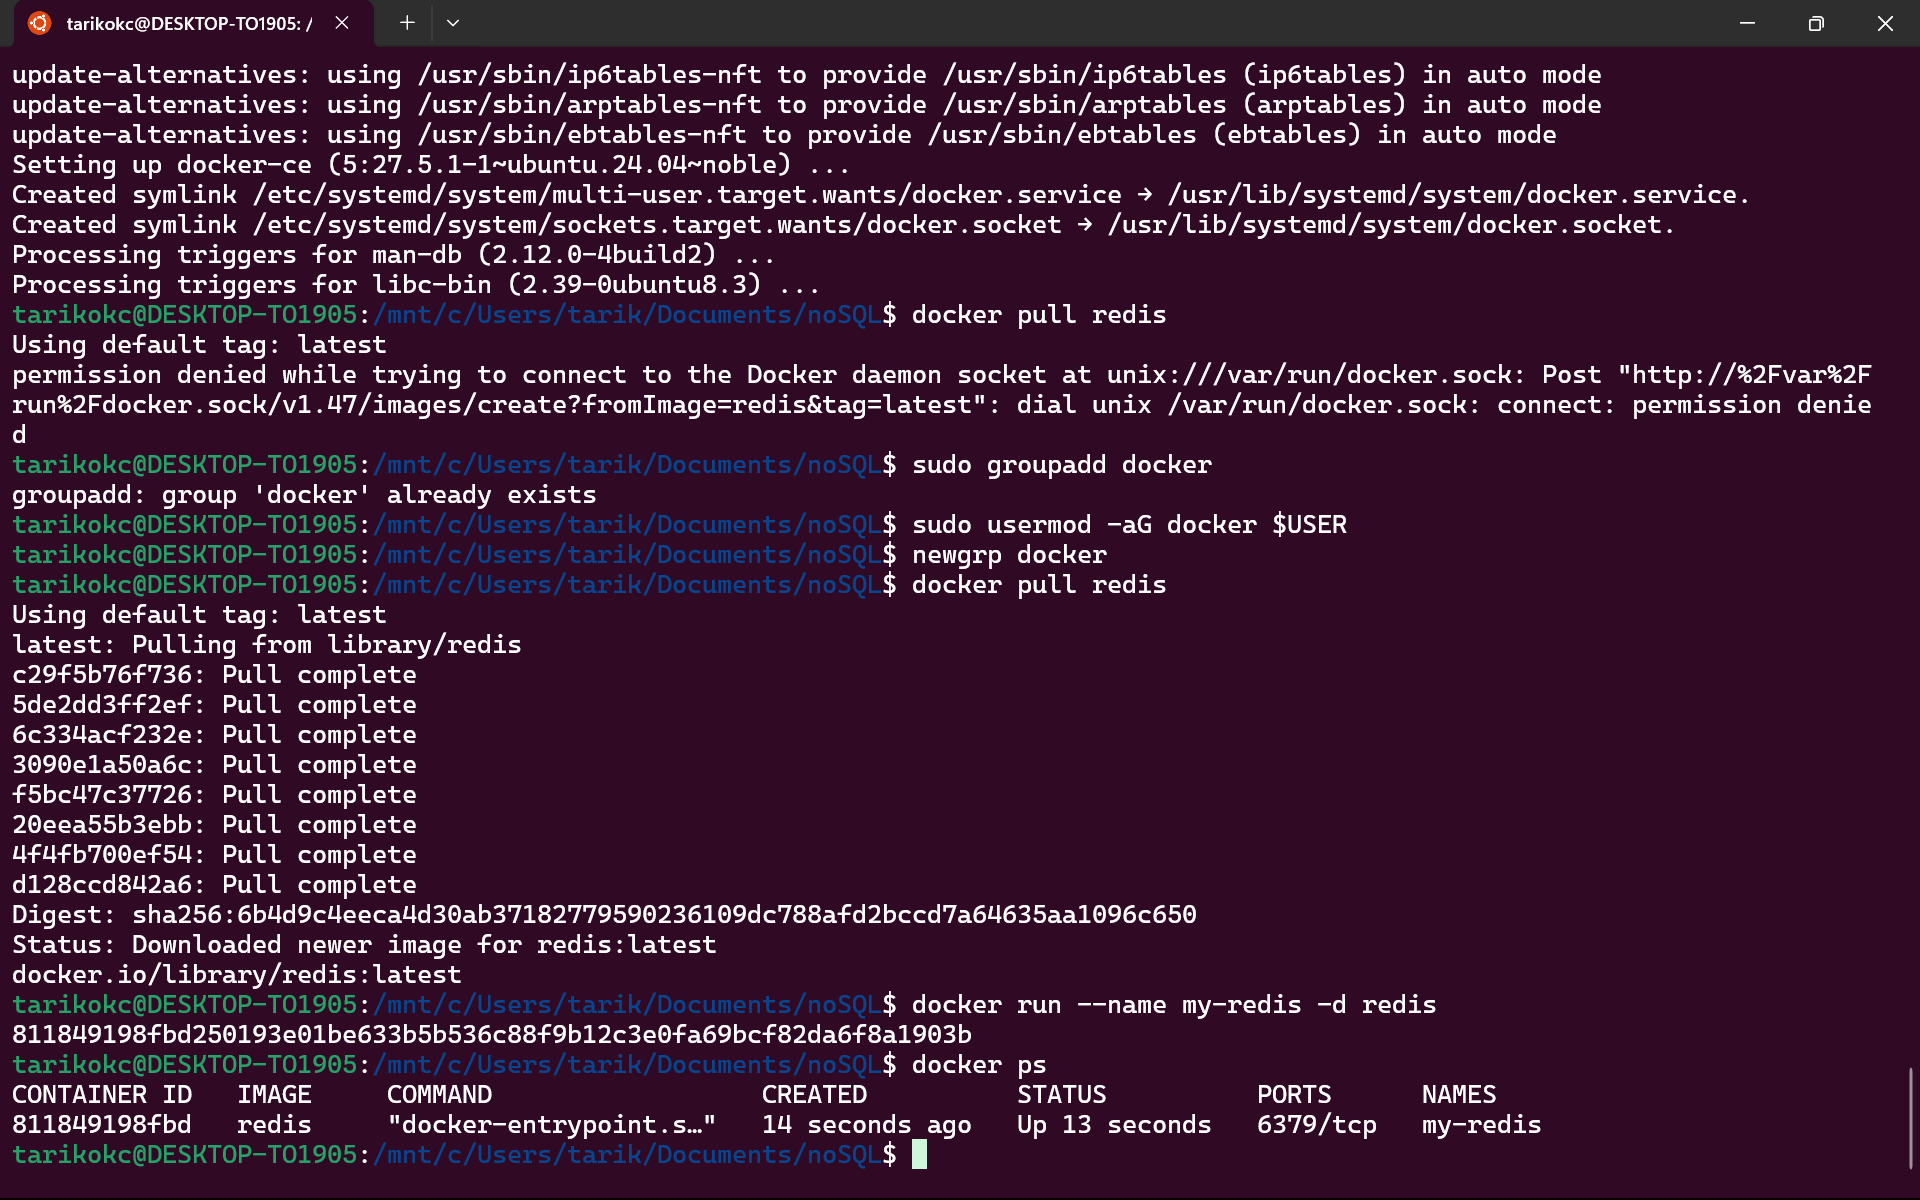 tarikokc@DESKTOP-TO1905: /
update-alternatives: using /usr/sbin/ip6tables-nft to provide /usr/sbin/ip6tables (ip6tables) in auto mode
update-alternatives: using /usr/sbin/arptables-nft to provide /usr/sbin/arptables (arptables) in auto mode
update-alternatives: using /usr/sbin/ebtables-nft to provide /usr/sbin/ebtables (ebtables) in auto mode
Setting up docker-ce (5:27.5.1-1~ubuntu.24.04~noble) ...
Created symlink /etc/systemd/system/multi-user.target.wants/docker.service → /usr/lib/systemd/system/docker.service.
Created symlink /etc/systemd/system/sockets.target.wants/docker.socket → /usr/lib/systemd/system/docker.socket.
Processing triggers for man-db (2.12.0-4build2) ...
Processing triggers for libc-bin (2.39-0ubuntu8.3) ...
tarikokc@DESKTOP-TO1905:/mnt/c/Users/tarik/Documents/noSQL$ docker pull redis
Using default tag: latest
permission denied while trying to connect to the Docker daemon socket at unix:///var/run/docker.sock: Post "http://%2Fvar%2F
run%2Fdocker.sock/v1.47/images/create?fromImage=redis&tag=latest": dial unix /var/run/docker.sock: connect: permission denie
d
tarikokc@DESKTOP-TO1905:/mnt/c/Users/tarik/Documents/noSQL$ sudo groupadd docker
groupadd: group 'docker' already exists
tarikokc@DESKTOP-TO1905:/mnt/c/Users/tarik/Documents/noSQL$ sudo usermod -aG docker $USER
tarikokc@DESKTOP-TO1905:/mnt/c/Users/tarik/Documents/noSQL$ newgrp docker
tarikokc@DESKTOP-TO1905:/mnt/c/Users/tarik/Documents/noSQL$ docker pull redis
Using default tag: latest
latest: Pulling from library/redis
c29f5b76f736: Pull complete
5de2dd3ff2ef: Pull complete
6c334acf232e: Pull complete
3090e1a50a6c: Pull complete
f5bc47c37726: Pull complete
20eea55b3ebb: Pull complete
4f4fb700ef54: Pull complete
d128ccd842a6: Pull complete
Digest: sha256:6b4d9c4eeca4d30ab37182779590236109dc788afd2bccd7a64635aa1096c650
Status: Downloaded newer image for redis:latest
docker.io/library/redis:latest
tarikokc@DESKTOP-TO1905:/mnt/c/Users/tarik/Documents/noSQL$ docker run --name my-redis -d redis
811849198fbd250193e01be633b5b536c88f9b12c3e0fa69bcf82da6f8a1903b
tarikokc@DESKTOP-TO1905:/mnt/c/Users/tarik/Documents/noSQL$ docker ps
CONTAINER ID   IMAGE     COMMAND                  CREATED          STATUS          PORTS      NAMES
811849198fbd   redis     "docker-entrypoint.s…"   14 seconds ago   Up 13 seconds   6379/tcp   my-redis
tarikokc@DESKTOP-TO1905:/mnt/c/Users/tarik/Documents/noSQL$